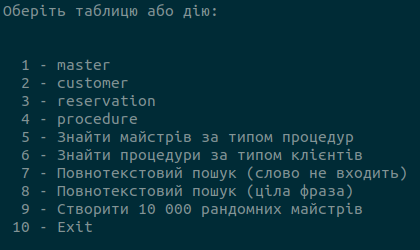 Оберіть таблицю або дію:
1 - master
2 - customer
3 - reservation
4 - procedure
5 - Знайти майстрів за типом процедур
6 - Знайти процедури за типом клієнтів
7 - Повнотекстовий пошук (слово не входить)
8 - Повнотекстовий пошук (ціла фраза)
9 - Створити 10 000 рандомних майстрів
10 - Exit